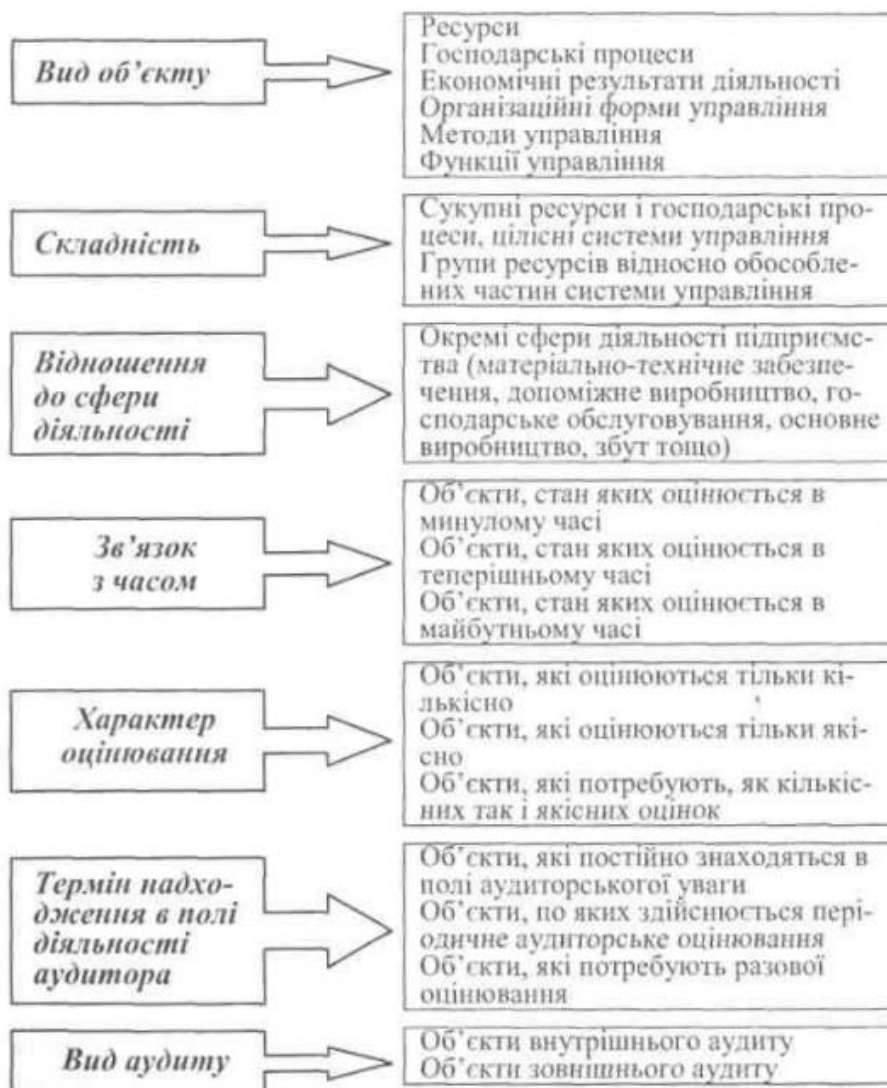 Вид об’єкту
Ресурси
Господарські процеси
Економічні результати діяльності
Організаційні форми управління
Методи управління
Функції управління
Складність
Сукупні ресурси і господарські про-
цеси, цілісні системи управління
Групи ресурсів відносно обособле-
них частин системи управління
Відношення
до сфери
діяльності
Окремі сфери діяльності підприємс-
тва (матеріально-технічне забезпе-
чення, допоміжне виробництво, го-
сподарське обслуговування, основне
виробництво, збут тощо)
Зв’язок
з часом
Об’єкти, стан яких оцінюється в
минулому часі
Об’єкти, стан яких оцінюється в
теперішньому часі
Об’єкти, стан яких оцінюється в
майбутньому часі
Характер
оцінювання
Об’єкти, які оцінюються тільки кі-
лькісно
Об’єкти, які оцінюються тільки які-
сно
Об’єкти, які потребують, як кількіс-
них так і якісних оцінок
Термін надхо-
дження в полі
діяльності
аудитора
Об’єкти, які постійно знаходяться в
полі аудиторської уваги
Об’єкти, по яких здійснюється пері-
одичне аудиторське оцінювання
Об’єкти, які потребують разової
оцінювання
Вид аудиту
Об’єкти внутрішнього аудиту
Об’єкти зовнішнього аудиту